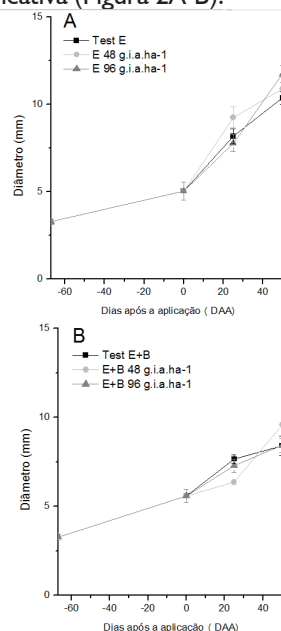 icativa (Figura 2A-B).
A
Test E
E 48 g.i.a.ha-1
E 96 g.i.a.ha-1
15
10
5
0
Diâmetro (mm)
-60 -40 -20 0 20 40
Dias após a aplicação ( DAA)
B
Test E+B
E+B 48 g.i.a.ha-1
E+B 96 g.i.a.ha-1
15
10
5
0
Diâmetro (mm)
-60 -40 -20 0 20 40
Dias após a aplicação ( DAA)